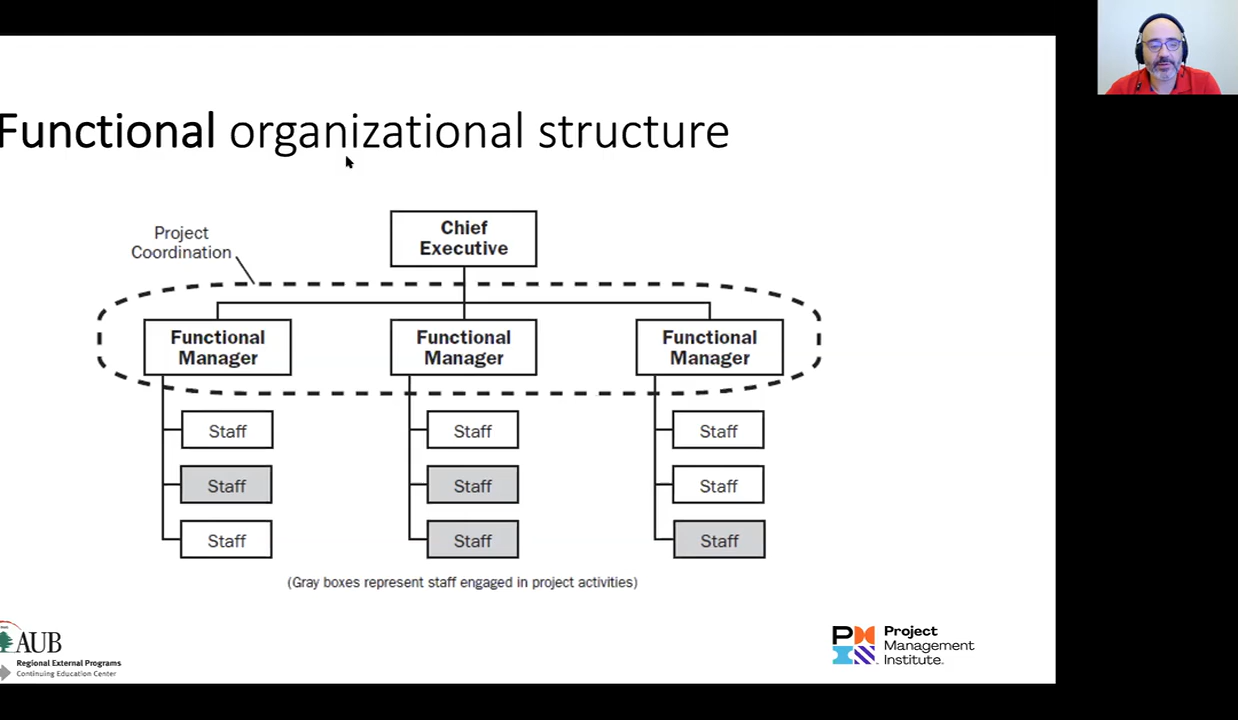 Functional organizational structure
Project
Coordination
Chief
Executive
Functional
Manager
Functional
Manager
Functional
Manager
Staff
Staff
Staff
Staff
Staff
Staff
Staff
Staff
Staff
(Gray boxes represent staff engaged in project activities)
AUB
Regional External Programs
Continuing Education Center
Project
Management
Institute.